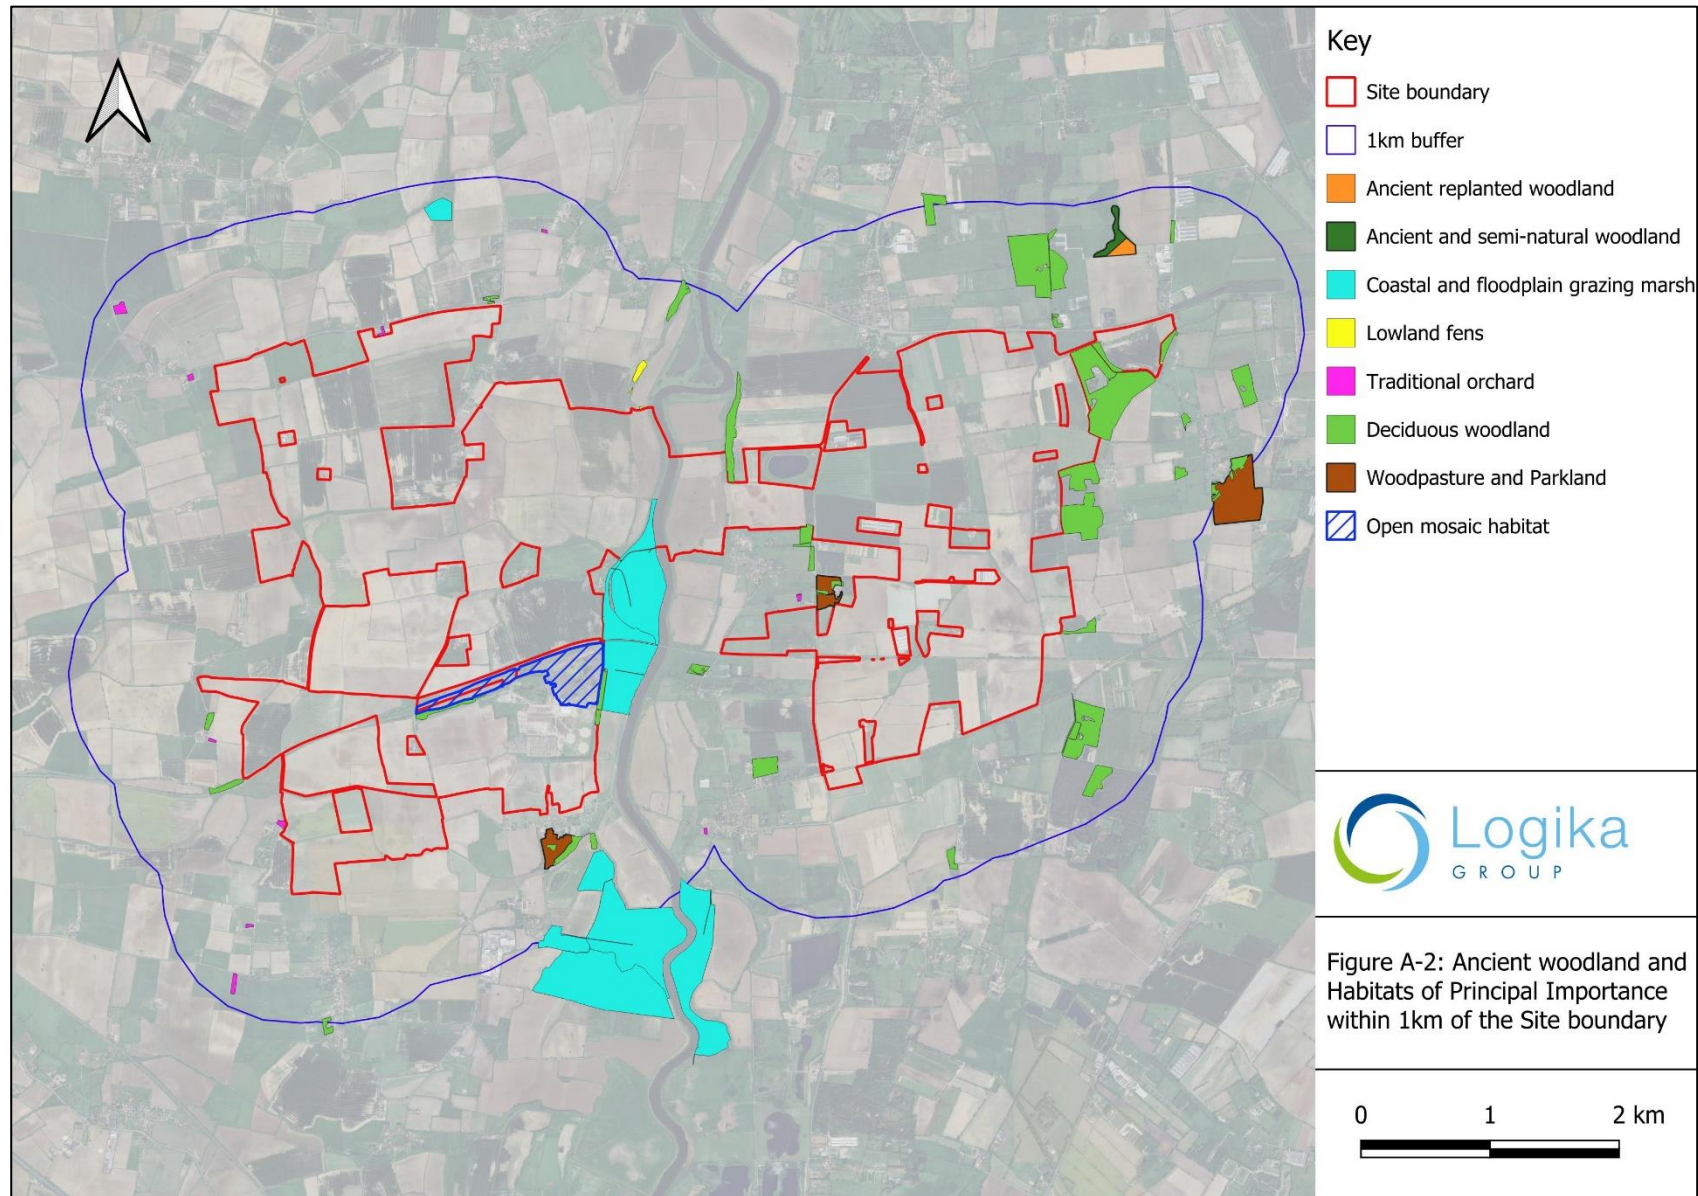 Key
Site boundary
1km buffer
Ancient replanted woodland
Ancient and semi-natural woodland
Coastal and floodplain grazing marsh
Lowland fens
Traditional orchard
Deciduous woodland
Woodpasture and Parkland
Open mosaic habitat
Logika
GROUP
Figure A-2: Ancient woodland and
Habitats of Principal Importance
within 1km of the Site boundary
0 1 2 km